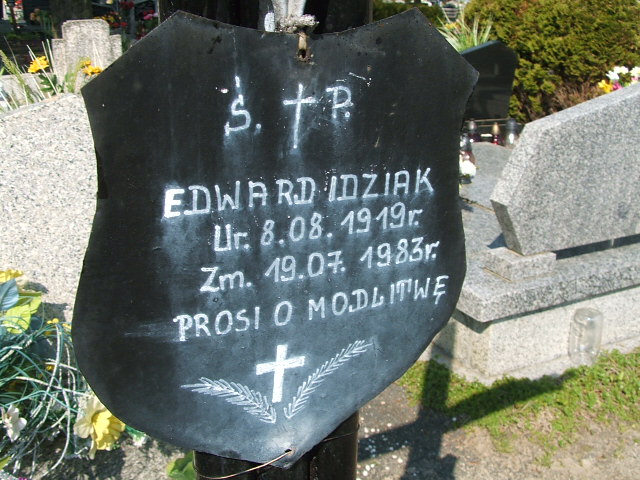 Ś. P.
EDWARD IDZIAK
Ur. 8.08.1919r.
Zm. 19.07.1983r.
PROSI O MODLITWĘ